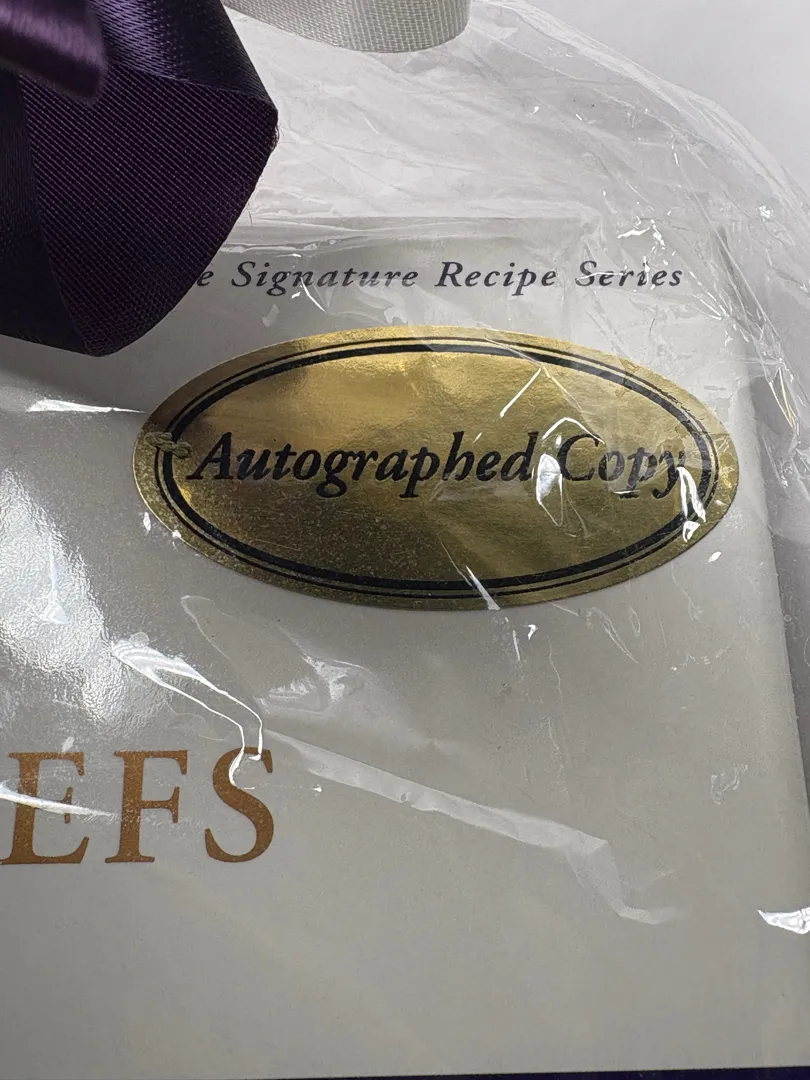 e Signature Recipe Series
Autographed Copy
EFS